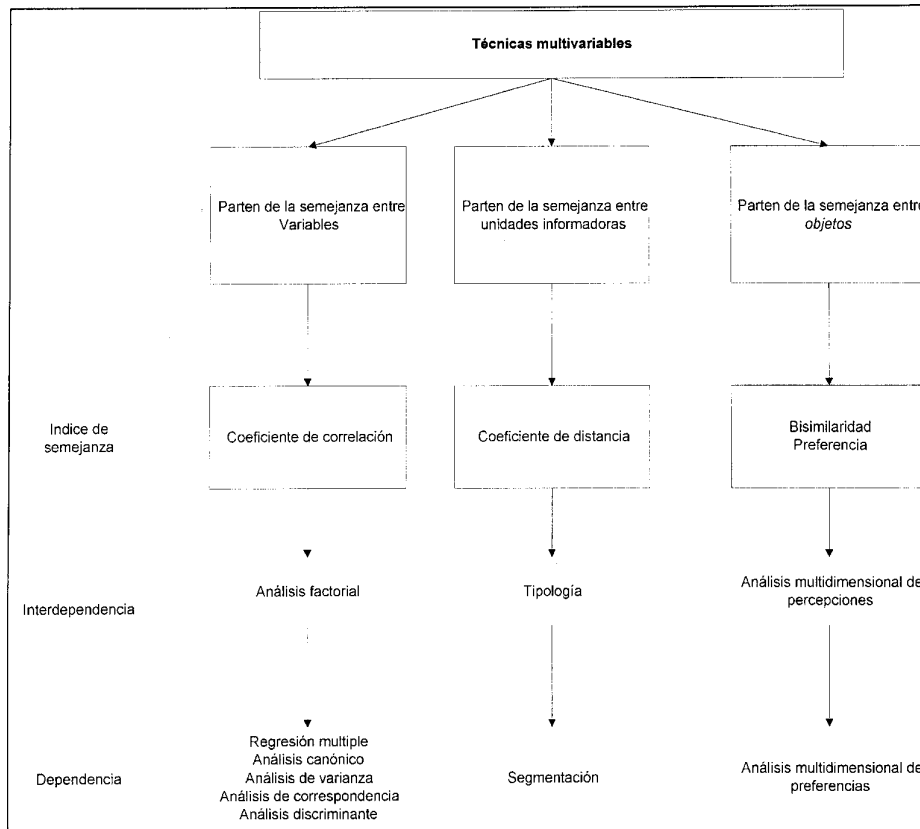 Técnicas multivariables
Parten de la semejanza entre
Variables
Parten de la semejanza entre
unidades informadoras
Parten de la semejanza entre
objetos
Indice de
semejanza
Coeficiente de correlación
Coeficiente de distancia
Bisimilaridad
Preferencia
Interdependencia
Análisis factorial
Tipología
Análisis multidimensional de
percepciones
Dependencia
Regresión multiple
Análisis canónico
Análisis de varianza
Análisis de correspondencia
Análisis discriminante
Segmentación
Análisis multidimensional de
preferencias